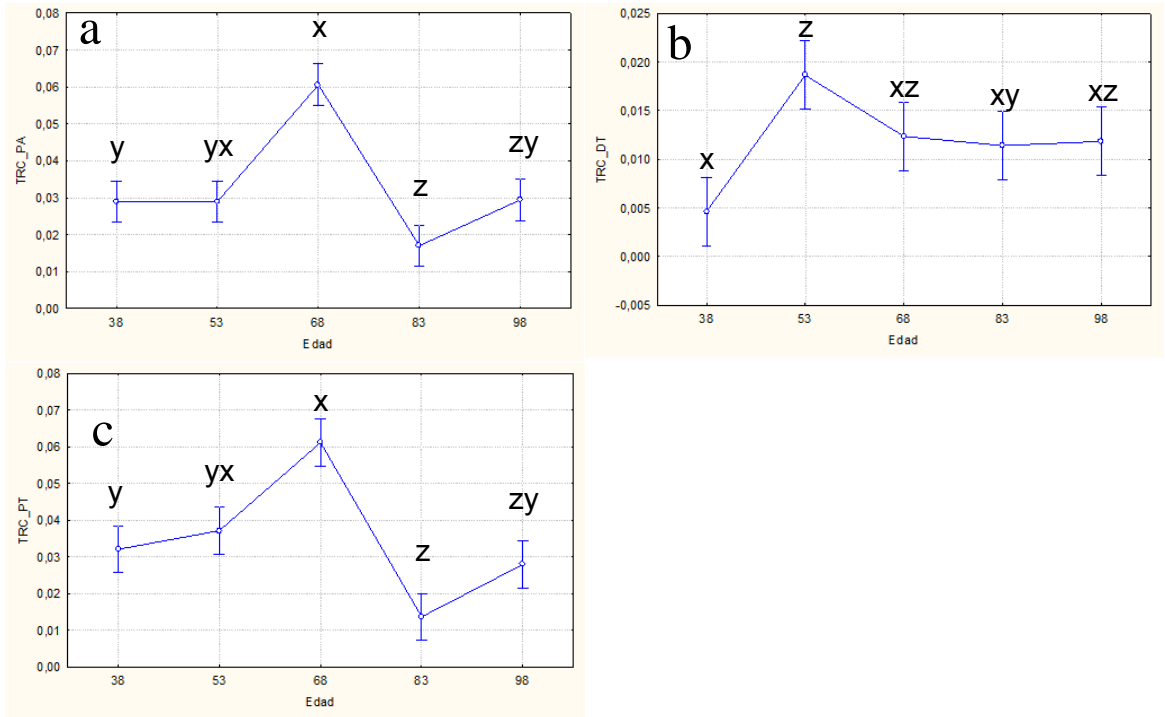 a
TRC_PA
0,08
0,07
0,06
0,05
0,04
0,03
0,02
0,01
0,00
y
yx
x
z
zy
38 53 68 83 98
Edad
b
TRC_DT
0,025
0,020
0,015
0,010
0,005
0,000
-0,005
x
z
xz
xy
xz
38 53 68 83 98
Edad
c
TRC_PT
0,08
0,07
0,06
0,05
0,04
0,03
0,02
0,01
0,00
y
yx
x
z
zy
38 53 68 83 98
Edad